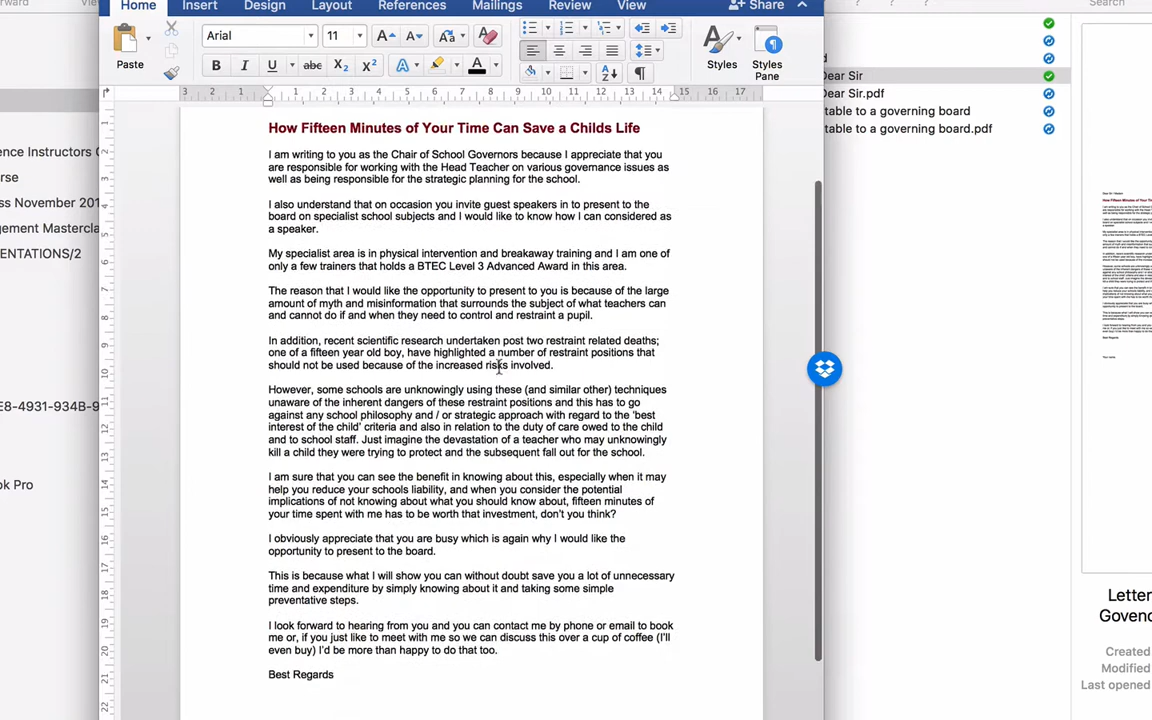 Home Insert Design Layout References Mailings Review View Share
Search
Paste
Arial 11
Styles Styles Pane
3 2 1 1 2 3 4 5 6 7 8 9 10 11 12 13 14 15 16 17
How Fifteen Minutes of Your Time Can Save a Childs Life
I am writing to you as the Chair of School Governors because I appreciate that you
are responsible for working with the Head Teacher on various governance issues as
well as being responsible for the strategic planning for the school.
I also understand that on occasion you invite guest speakers in to present to the
board on specialist school subjects and I would like to know how I can considered as
a speaker.
My specialist area is in physical intervention and breakaway training and I am one of
only a few trainers that holds a BTEC Level 3 Advanced Award in this area.
The reason that I would like the opportunity to present to you is because of the large
amount of myth and misinformation that surrounds the subject of what teachers can
and cannot do if and when they need to control and restraint a pupil.
In addition, recent scientific research undertaken post two restraint related deaths;
one of a fifteen year old boy, have highlighted a number of restraint positions that
should not be used because of the increased risks involved.
However, some schools are unknowingly using these (and similar other) techniques
unaware of the inherent dangers of these restraint positions and this has to go
against any school philosophy and / or strategic approach with regard to the 'best
interest of the child' criteria and also in relation to the duty of care owed to the child
and to school staff. Just imagine the devastation of a teacher who may unknowingly
kill a child they were trying to protect and the subsequent fall out for the school.
I am sure that you can see the benefit in knowing about this, especially when it may
help you reduce your schools liability, and when you consider the potential
implications of not knowing about what you should know about, fifteen minutes of
your time spent with me has to be worth that investment, don't you think?
I obviously appreciate that you are busy which is again why I would like the
opportunity to present to the board.
This is because what I will show you can without doubt save you a lot of unnecessary
time and expenditure by simply knowing about it and taking some simple
preventative steps.
I look forward to hearing from you and you can contact me by phone or email to book
me or, if you just like to meet with me so we can discuss this over a cup of coffee (I'll
even buy) I'd be more than happy to do that too.
Best Regards
ence Instructors C
rse
ss November 201
gement Mastercla
ENTATIONS/2
E8-4931-934B-9
ok Pro
d
Dear Sir
Dear Sir.pdf
table to a governing board
table to a governing board.pdf
Letter
Govenc
Created
Modified
Last opened